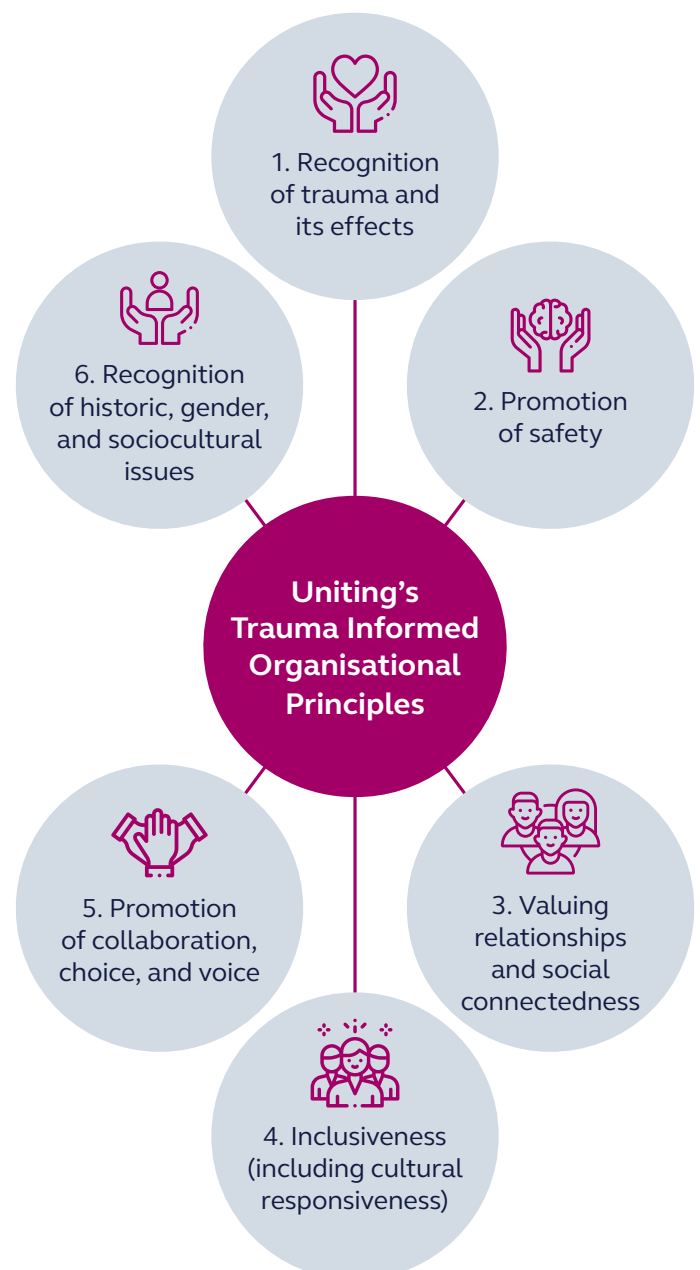 1. Recognition
of trauma and
its effects
2. Promotion
of safety
3. Valuing
relationships
and social
connectedness
4. Inclusiveness
(including cultural
responsiveness)
5. Promotion
of collaboration,
choice, and voice
6. Recognition
of historic, gender,
and sociocultural
issues
Uniting's
Trauma Informed
Organisational
Principles